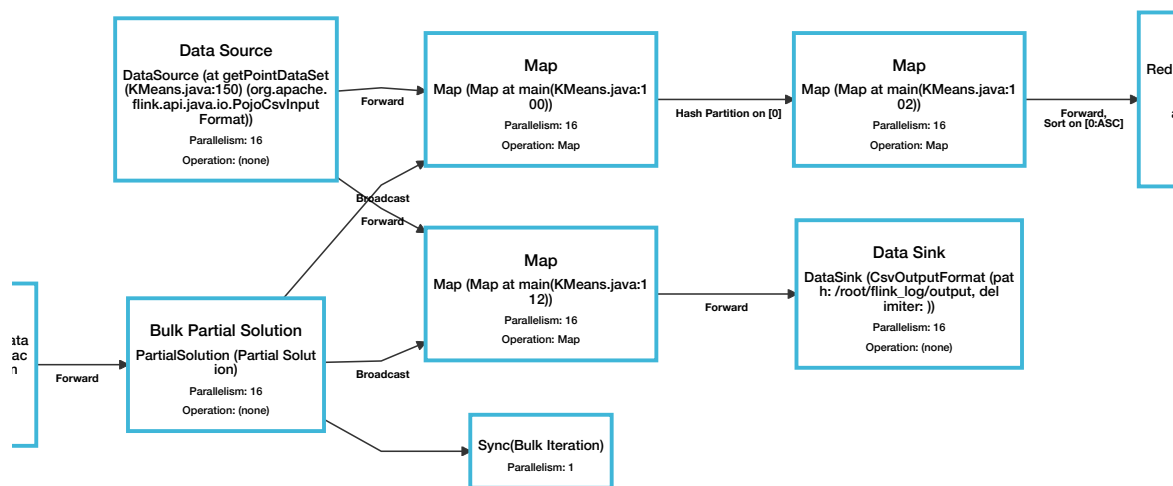 Data Source
DataSource (at getPointDataSet
(KMeans.java:150) (org.apache.
flink.api.java.io.PojoCsvInput
Format))
Parallelism: 16
Operation: (none)
Forward
Map
Map (Map at main(KMeans.java:1
00))
Parallelism: 16
Operation: Map
Hash Partition on [0]
Map
Map (Map at main(KMeans.java:1
02))
Parallelism: 16
Operation: Map
Forward,
Sort on [0:ASC]
Red
Broadcast
Forward
Map
Map (Map at main(KMeans.java:1
12))
Parallelism: 16
Operation: Map
Forward
Data Sink
DataSink (CsvOutputFormat (pat
h: /root/flink_log/output, del
imiter: ))
Parallelism: 16
Operation: (none)
ata
ac
n
Forward
Bulk Partial Solution
PartialSolution (Partial Solut
ion)
Parallelism: 16
Operation: (none)
Broadcast
Sync(Bulk Iteration)
Parallelism: 1